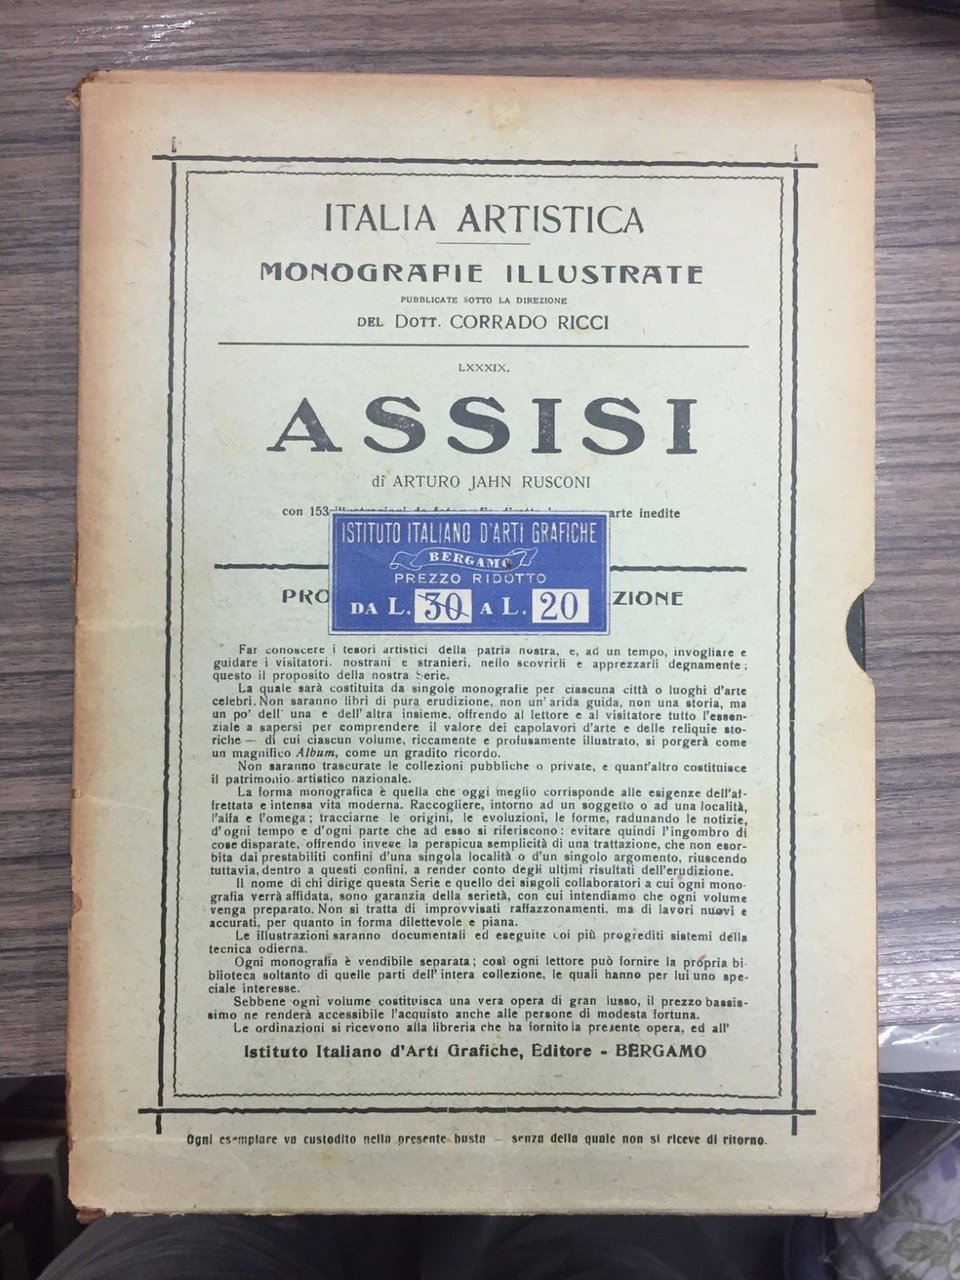 ITALIA ARTISTICA
MONOGRAFIE ILLUSTRATE
PUBBLICATE SOTTO LA DIREZIONE
DEL DOTT. CORRADO RICCI
LXXXIX.
ASSISI
di ARTURO JAHN RUSCONI
con 153 arte inedite
ISTITUTO ITALIANO D'ARTI GRAFICHE
BERGAMO
PREZZO RIDOTTO
DA L. 30 A L. 20
PRO ZIONE
Far conoscere i tesori artistici della patria nostra, e, ad un tempo, invogliare e
guidare i visitatori, nostrani e stranieri, nello scovrirli e apprezzarli degnamente;
questo il proposito della nostra Serie.
La quale sarà costituita da singole monografie per ciascuna città o luoghi d'arte
celebri. Non saranno libri di pura erudizione, non un'arida guida, non una storia, ma
un po' dell'una e dell'altra insieme, offrendo al lettore e al visitatore tutto l'essen-
ziale a sapersi per comprendere il valore dei capolavori d'arte e delle reliquie sto-
riche — di cui ciascun volume, riccamente e profusamente illustrato, si porgerà come
un magnifico Album, come un gradito ricordo.
Non saranno trascurate le collezioni pubbliche o private, e quant'altro costituisce
il patrimonio artistico nazionale.
La forma monografica è quella che oggi meglio corrisponde alle esigenze dell'af-
frettata e intensa vita moderna. Raccogliere, intorno ad un soggetto o ad una località,
l'alfa e l'omega; tracciarne le origini, le evoluzioni, le forme, radunando le notizie,
d'ogni tempo e d'ogni parte che ad esso si riferiscono: evitare quindi l'ingombro di
cose disparate, offrendo invece la perspicua semplicità di una trattazione, che non esor-
bita dai prestabiliti confini d'una singola località o d'un singolo argomento, riuscendo
tuttavia, dentro a questi confini, a render conto degli ultimi risultati dell'erudizione.
Il nome di chi dirige questa Serie e quello dei singoli collaboratori a cui ogni mono-
grafia verrà affidata, sono garanzia della serietà, con cui intendiamo che ogni volume
venga preparato. Non si tratta di improvvisati raffazzonamenti, ma di lavori nuovi e
accurati, per quanto in forma dilettevole e piana.
Le illustrazioni saranno documentali ed eseguite coi più progrediti sistemi della
tecnica odierna.
Ogni monografia è vendibile separata; così ogni lettore può fornire la propria bi-
blioteca soltanto di quelle parti dell'intera collezione, le quali hanno per lui uno spe-
ciale interesse.
Sebbene ogni volume costituisca una vera opera di gran lusso, il prezzo bassis-
simo ne renderà accessibile l'acquisto anche alle persone di modesta fortuna.
Le ordinazioni si ricevono alla libreria che ha fornito la presente opera, ed all'
Istituto Italiano d'Arti Grafiche, Editore - BERGAMO
Ogni esemplare va custodito nella presente busta — senza della quale non si riceve di ritorno.